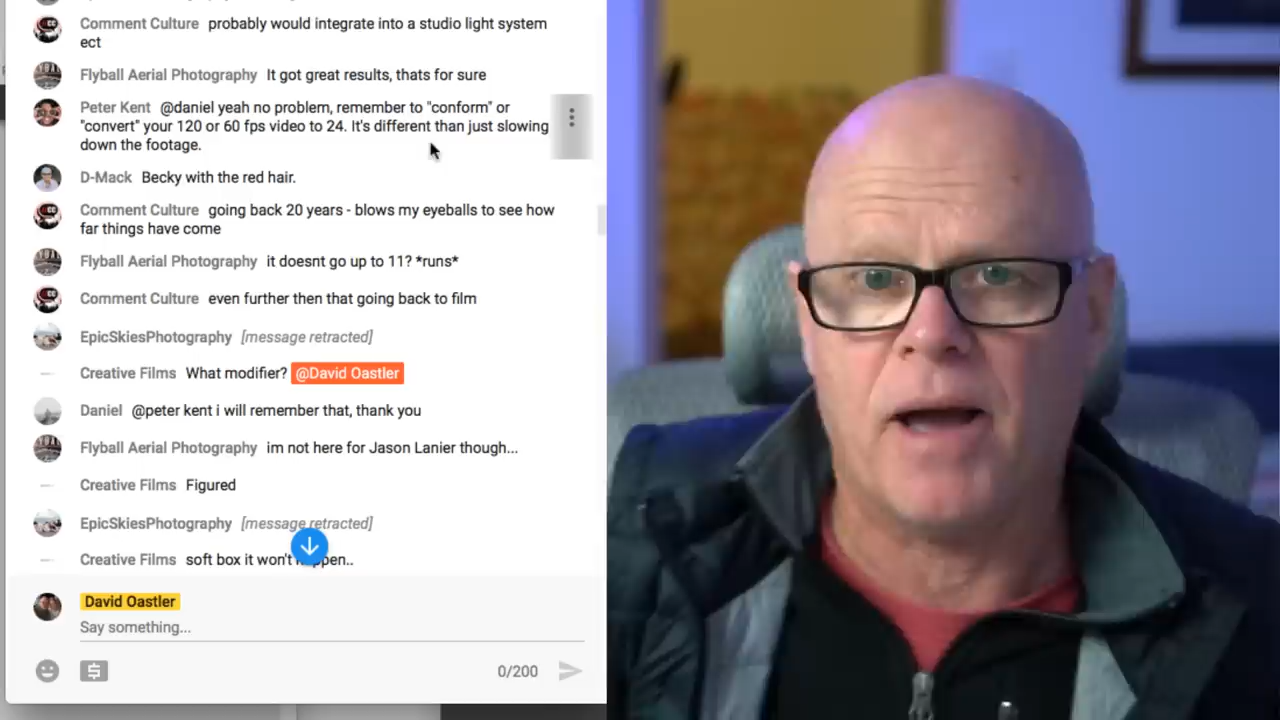 Comment Culture probably would integrate into a studio light system
ect
Flyball Aerial Photography It got great results, thats for sure
Peter Kent @daniel yeah no problem, remember to "conform" or
"convert" your 120 or 60 fps video to 24. It's different than just slowing
down the footage.
D-Mack Becky with the red hair.
Comment Culture going back 20 years - blows my eyeballs to see how
far things have come
Flyball Aerial Photography it doesnt go up to 11? *runs*
Comment Culture even further then that going back to film
EpicSkiesPhotography [message retracted]
Creative Films What modifier? @David Oastler
Daniel @peter kent i will remember that, thank you
Flyball Aerial Photography im not here for Jason Lanier though...
Creative Films Figured
EpicSkiesPhotography [message retracted]
Creative Films soft box it won't
David Oastler
Say something...
0/200